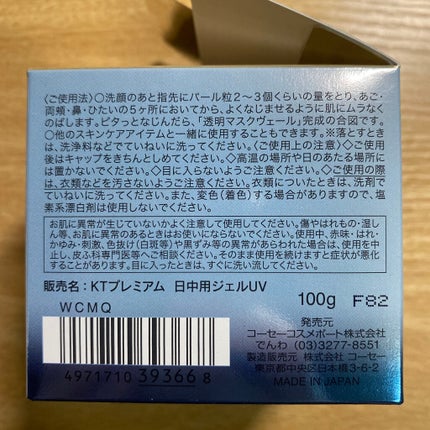 〈ご使用法〉○洗顔のあと指先にパール粒2〜3個くらいの量をとり、あご・
両頬・鼻・ひたいの5ヶ所においてから、よくなじませるように肌にムラなく
のばします。ピタっとなじんだら、「透明マスクヴェール」完成の合図です。
○他のスキンケアアイテムと一緒に使用することもできます。※落とすとき
は、洗浄料などでていねいに洗ってください。〈ご使用上の注意〉◇ご使用
後はキャップをきちんとしめてください。◇高温の場所や日のあたる場所に
は置かないでください。◇目に入らないようご注意ください。◇ご使用の際
は、衣類などを汚さないようご注意ください。衣類についたときは、洗剤で
ていねいに洗ってください。また、変色(着色)する場合がありますので、塩
素系漂白剤は使用しないでください。
お肌に異常が生じていないかよく注意して使用してください。傷やはれもの・湿し
ん等、お肌に異常のあるときはお使いにならないでください。使用中、赤味・はれ・
かゆみ・刺激、色抜け(白斑等)や黒ずみ等の異常があらわれた場合は、使用を中
止し、皮ふ科専門医等へご相談ください。そのまま使用を続けますと症状が悪化
することがあります。目に入ったときは、すぐに洗い流してください。
販売名:KTプレミアム 日中用ジェルUV
WCMQ
100g F82
4971710393668
発売元
コーセーコスメポート株式会社
でんわ(03)3277-8551
製造販売元 株式会社 コーセー
東京都中央区日本橋3-6-2
MADE IN JAPAN